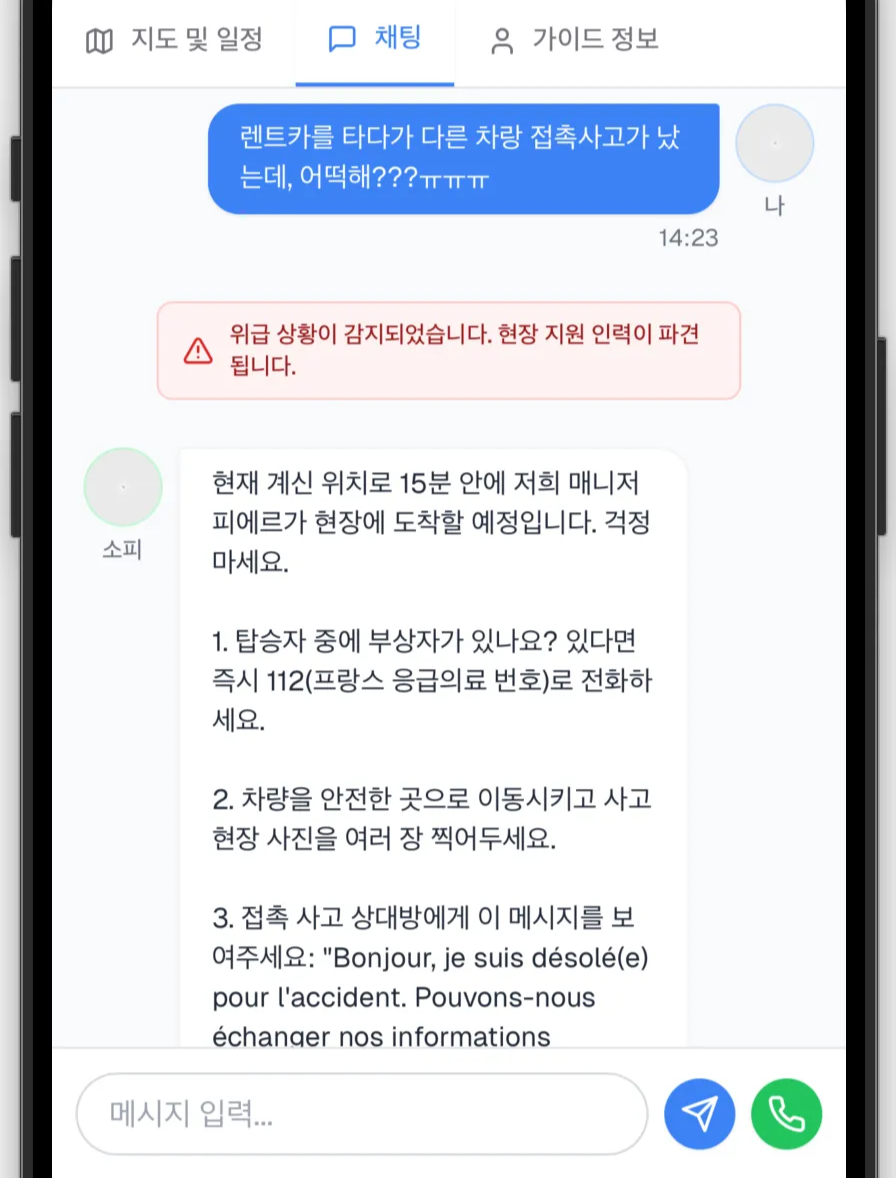 지도 및 일정
채팅
가이드 정보
렌트카를 타다가 다른 차랑 접촉사고가 났
는데, 어떡해???ㅠㅠㅠ
나
14:23
위급 상황이 감지되었습니다. 현장 지원 인력이 파견
됩니다.
소피
현재 계신 위치로 15분 안에 저희 매니저
피에르가 현장에 도착할 예정입니다. 걱정
마세요.
1. 탑승자 중에 부상자가 있나요? 있다면
즉시 112(프랑스 응급의료 번호)로 전화하
세요.
2. 차량을 안전한 곳으로 이동시키고 사고
현장 사진을 여러 장 찍어두세요.
3. 접촉 사고 상대방에게 이 메시지를 보
여주세요: "Bonjour, je suis désolé(e)
pour l'accident. Pouvons-nous
échanger nos informations
메시지 입력...